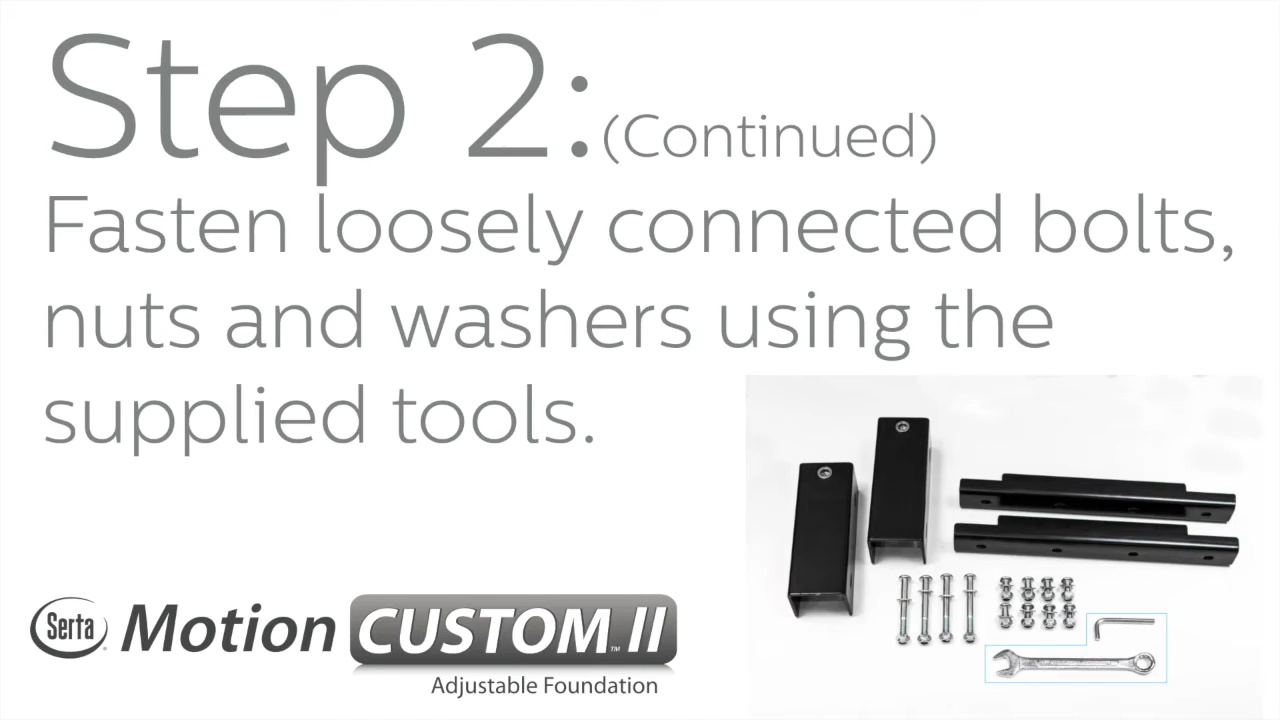 Step 2: (Continued)
Fasten loosely connected bolts,
nuts and washers using the
supplied tools.
Serta® Motion CUSTOM™ II
Adjustable Foundation